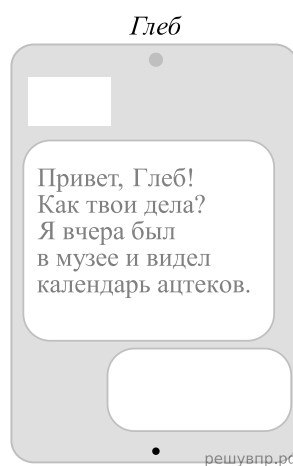 Глеб
Привет, Глеб!
Как твои дела?
Я вчера был
в музее и видел
календарь ацтеков.
решувпр.рф